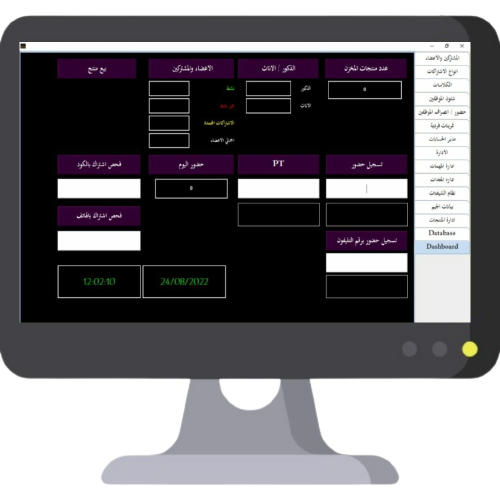 عدد منتجات المخزن
الذكور / الاناث
الاعضاء والمشتركين
بيع منتج
0
الذكور
الاناث
نشط
غير نشط
الاشتراكات المجمدة
اجمالي الاعضاء
تسجيل حضور
PT
حضور اليوم
فحص اشتراك بالكود
0
فحص اشتراك بالهاتف
تسجيل حضور برقم التليفون
12:02:10
24/08/2022
المشتركين والاعضاء
انواع الاشتراكات
الكلاسات
شئون الموظفين
حضور / انصراف الموظفين
تمرينات فردية
مدير الحسابات
الادارة
ادارة المهمات
ادارة المعدات
نظام التنبيهات
بيانات الجيم
ادارة المنتجات
Database
Dashboard